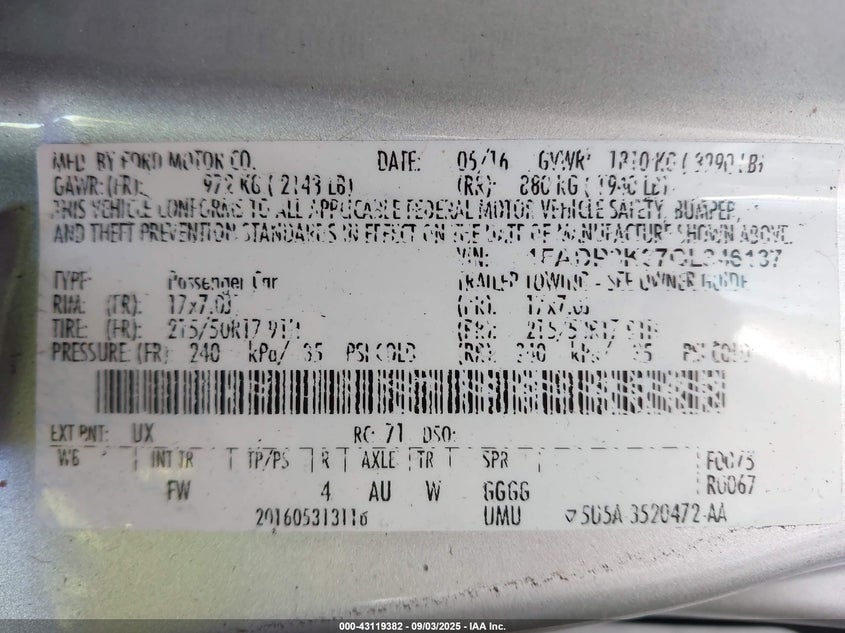 MFD. BY FORD MOTOR CO. DATE: 05/16 GVWR:
GAWR:(FR): 972 KG ( 2143 LB) (RR): 880 KG ( 1940 LB)
THIS VEHICLE CONFORMS TO ALL APPLICABLE FEDERAL MOTOR VEHICLE SAFETY, BUMPER,
AND THEFT PREVENTION STANDARDS IN EFFECT ON THE DATE OF MANUFACTURE SHOWN ABOVE.
VIN:
TYPE: Passenger Car TRAILER TOWING - SEE OWNER GUIDE
RIM: (FR): 17x7.0J (RR): 17x7.0J
TIRE: (FR): 215/50R17 91H (RR): 215/50R17 91H
PRESSURE:(FR): 240 kPa/ 35 PSI COLD (RR): 240 kPa/ 35 PSI COLD
EXT PNT: UX RC: 71 DSO:
WB INT TR TP/PS R AXLE TR SPR F0075
FW 4 AU W GGGG R0067
201605313116 UMU 5U5A-3520472-AA
000-43119382 - 09/03/2025 - IAA Inc.